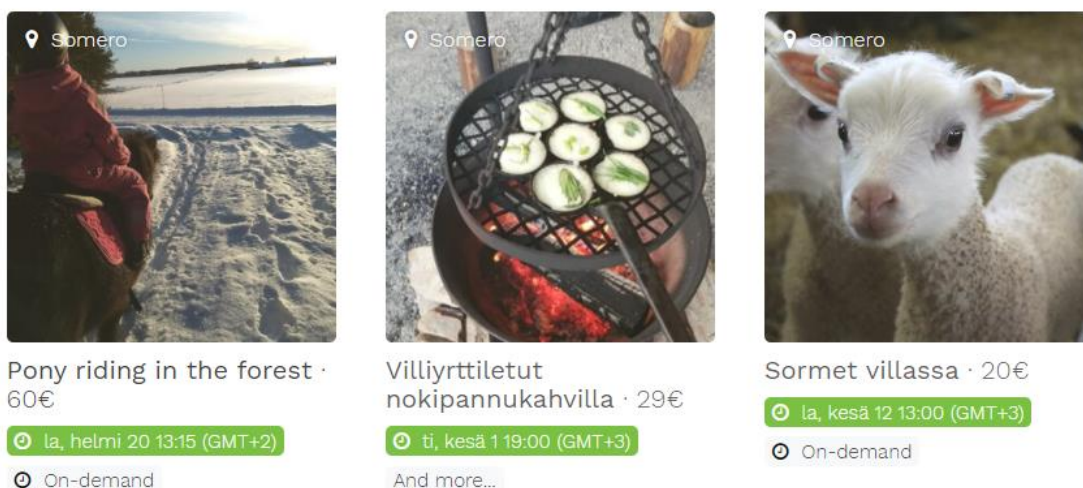 Somero
Pony riding in the forest ·
60€
la, helmi 20 13:15 (GMT+2)
On-demand
Somero
Villiyrttiletut
nokipannukahvilla · 29€
ti, kesä 1 19:00 (GMT+3)
And more...
Somero
Sormet villassa · 20€
la, kesä 12 13:00 (GMT+3)
On-demand